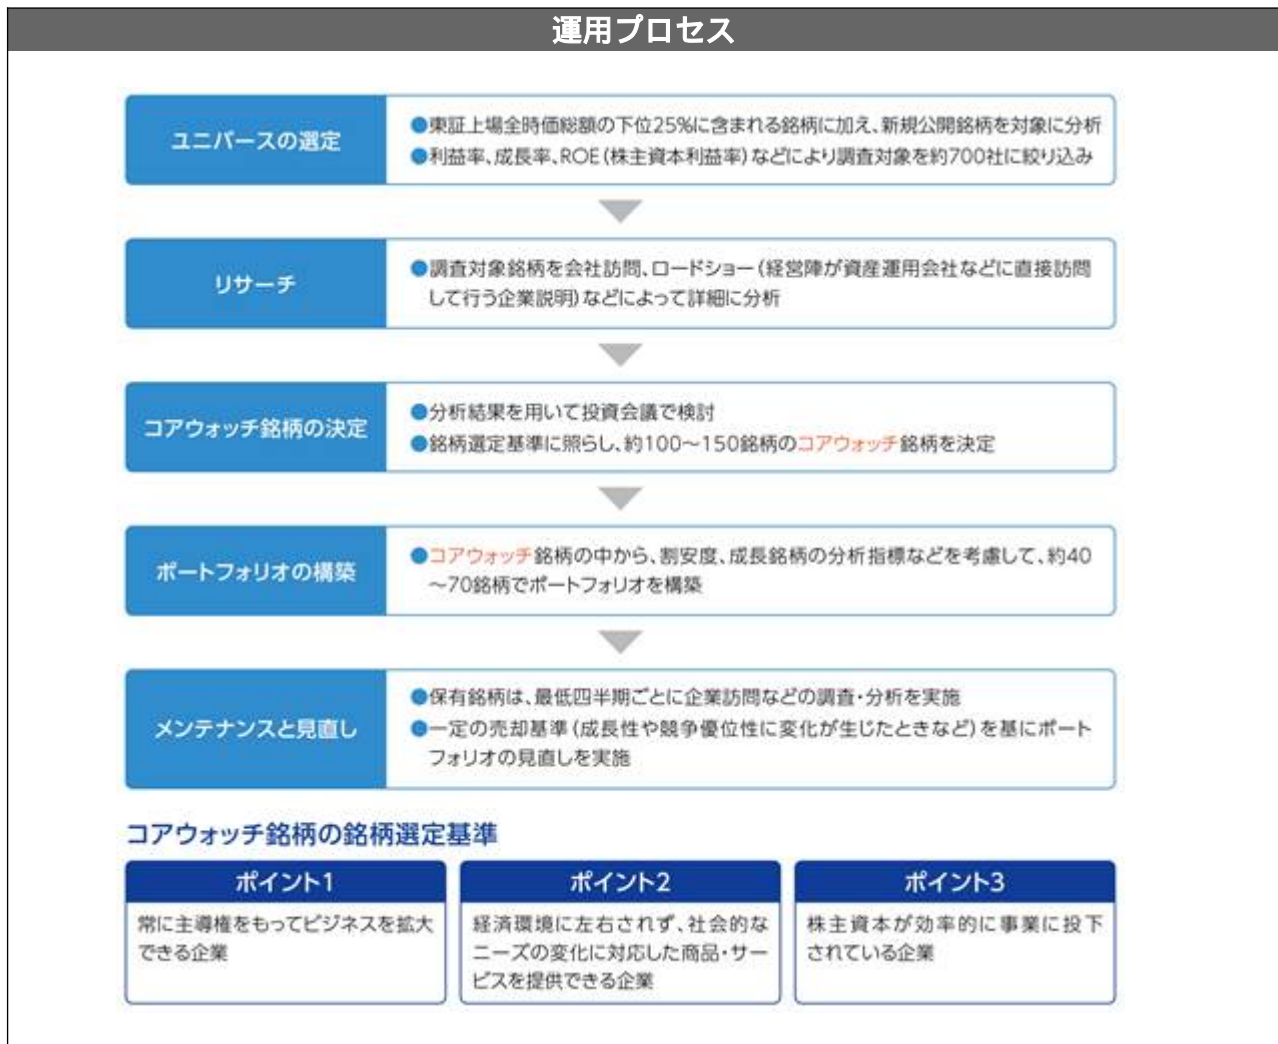 運用プロセス
ユニバースの選定
●東証上場全時価総額の下位25%に含まれる銘柄に加え、新規公開銘柄を対象に分析
●利益率、成長率、ROE(株主資本利益率)などにより調査対象を約700社に絞り込み
リサーチ
●調査対象銘柄を会社訪問、ロードショー(経営陣が資産運用会社などに直接訪問
して行う企業説明)などによって詳細に分析
コアウォッチ銘柄の決定
●分析結果を用いて投資会議で検討
●銘柄選定基準に照らし、約100～150銘柄のコアウォッチ銘柄を決定
ポートフォリオの構築
●コアウォッチ銘柄の中から、割安度、成長銘柄の分析指標などを考慮して、約40
～70銘柄でポートフォリオを構築
メンテナンスと見直し
●保有銘柄は、最低四半期ごとに企業訪問などの調査・分析を実施
●一定の売却基準(成長性や競争優位性に変化が生じたときなど)を基にポート
フォリオの見直しを実施
コアウォッチ銘柄の銘柄選定基準
ポイント1
常に主導権をもってビジネスを拡大
できる企業
ポイント2
経済環境に左右されず、社会的な
ニーズの変化に対応した商品・サー
ビスを提供できる企業
ポイント3
株主資本が効率的に事業に投下
されている企業